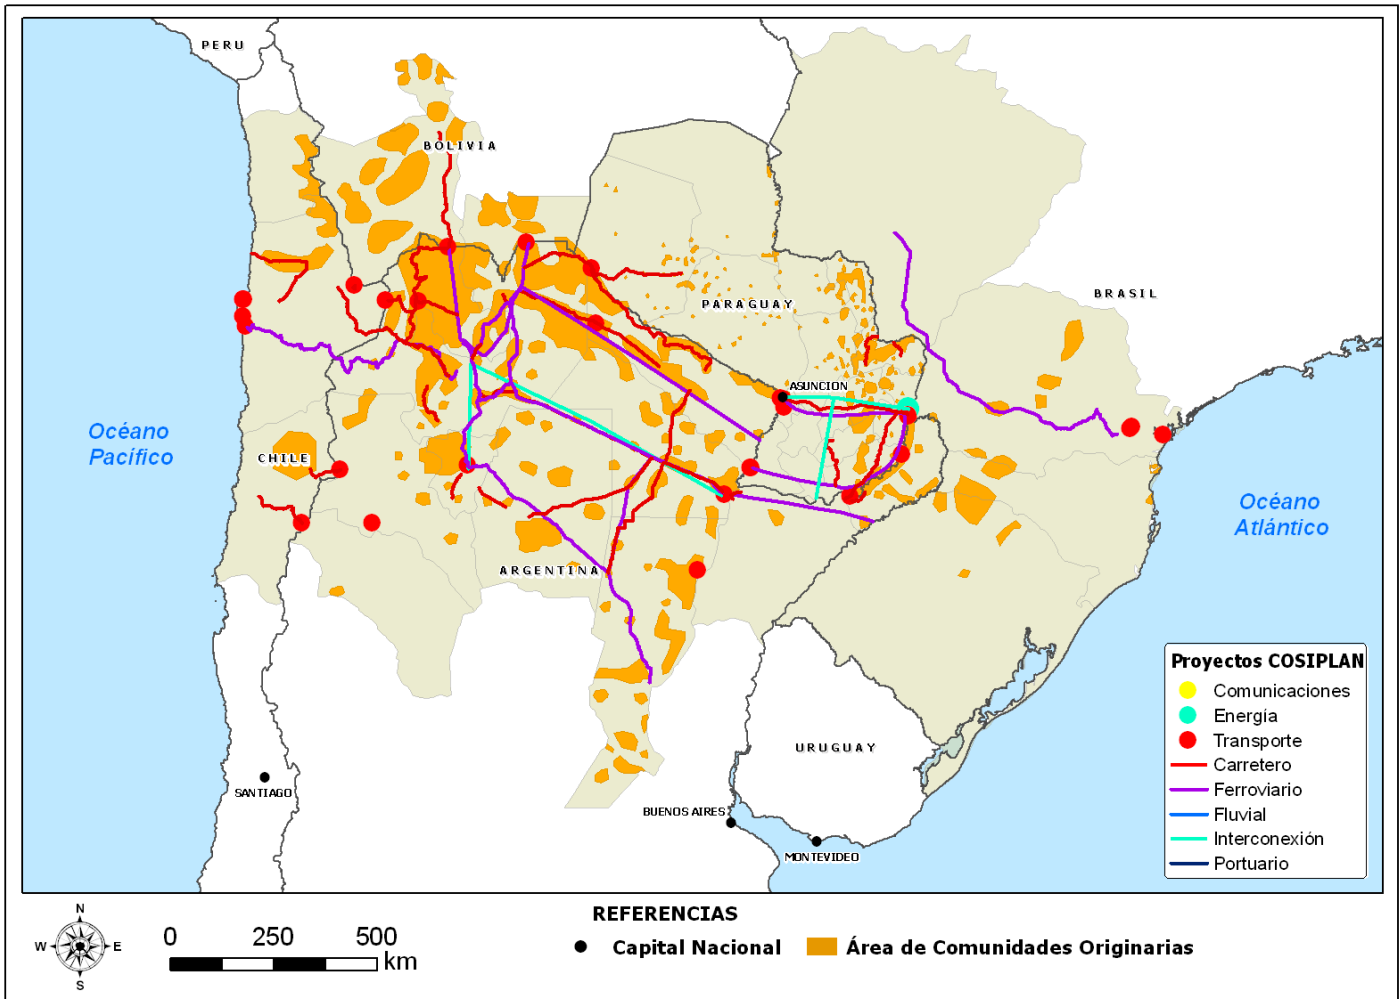 PERU
BOLIVIA
BRASIL
PARAGUAY
ASUNCION
Océano
Pacífico
CHILE
Océano
Atlántico
ARGENTINA
Proyectos COSIPLAN
Comunicaciones
Energía
Transporte
Carretero
Ferroviario
Fluvial
Interconexión
Portuario
URUGUAY
SANTIAGO
BUENOS AIRES
MONTEVIDEO
N
W
E
S
0 250 500
km
REFERENCIAS
Capital Nacional
Área de Comunidades Originarias